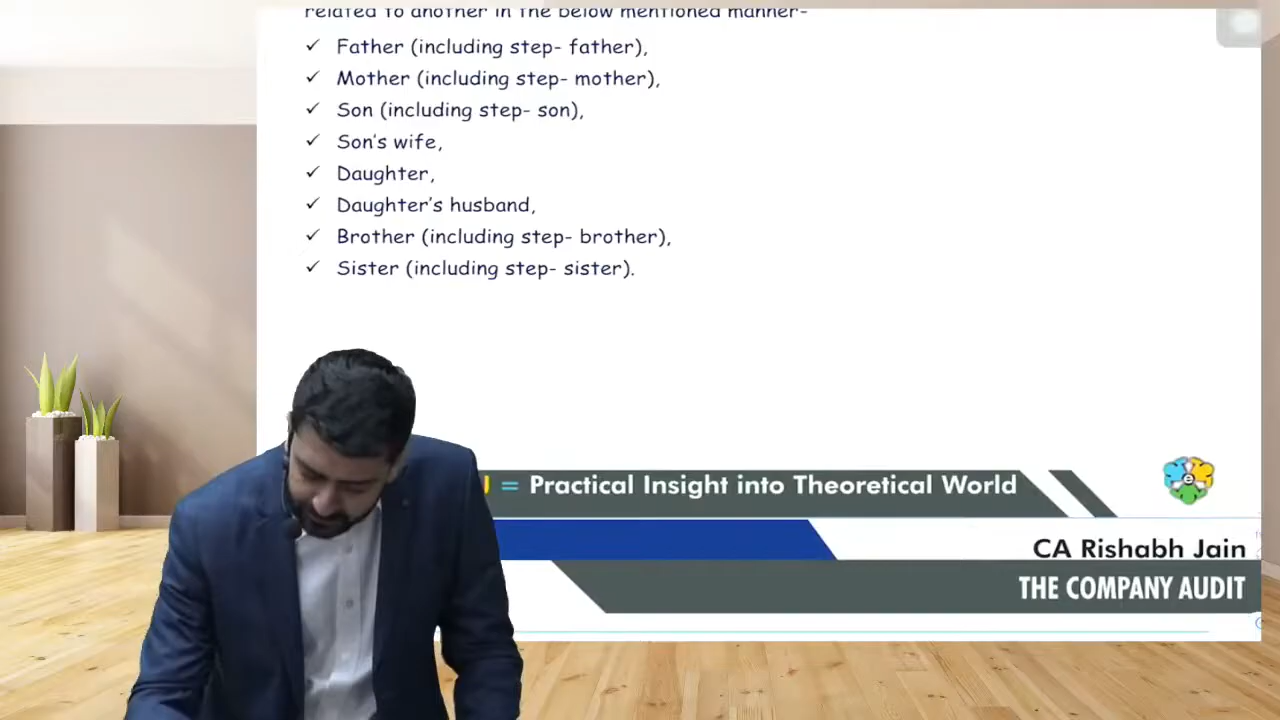 related to another in the below mentioned manner-
✓ Father (including step- father),
✓ Mother (including step- mother),
✓ Son (including step- son),
✓ Son's wife,
✓ Daughter,
✓ Daughter's husband,
✓ Brother (including step- brother),
✓ Sister (including step- sister).
= Practical Insight into Theoretical World
CA Rishabh Jain
THE COMPANY AUDIT